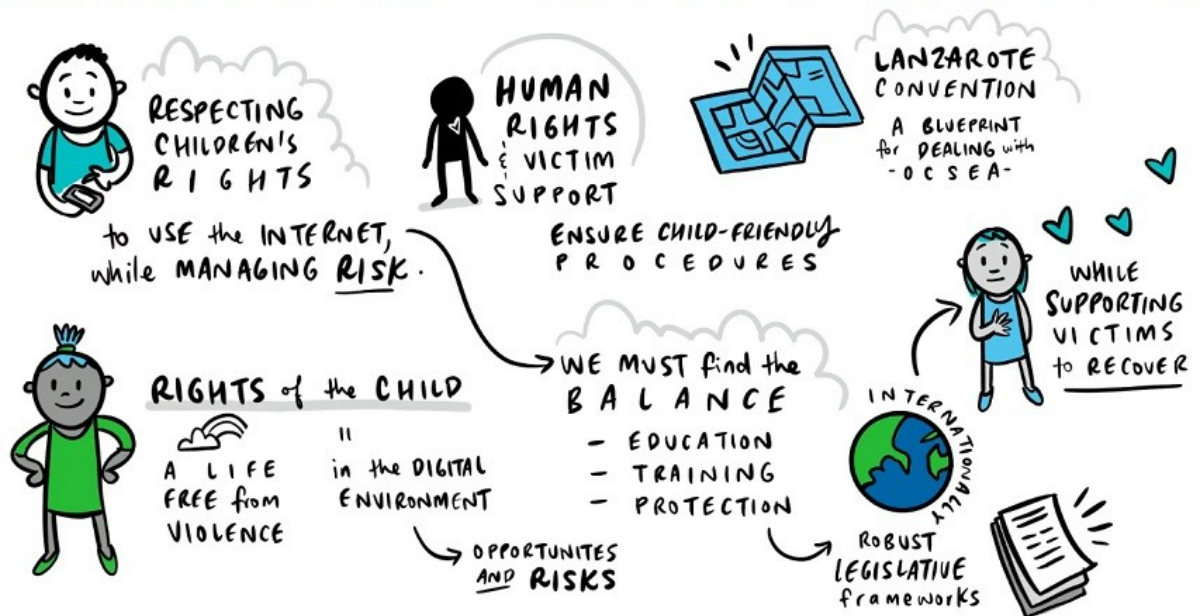 RESPECTING
CHILDREN'S
RIGHTS
to USE the INTERNET,
while MANAGING RISK.
HUMAN
RIGHTS
& VICTIM
SUPPORT
ENSURE CHILD-FRIENDLY
PROCEDURES
LANZAROTE
CONVENTION
A BLUEPRINT
for DEALING with
-OCSEA-
RIGHTS of the CHILD
A LIFE
FREE from
VIOLENCE
"
in the DIGITAL
ENVIRONMENT
OPPORTUNITES
AND RISKS
WE MUST find the
BALANCE
- EDUCATION
- TRAINING
- PROTECTION
ROBUST
LEGISLATIVE
frameworks
INTERNATIONALLY
WHILE
SUPPORTING
VICTIMS
to RECOVER